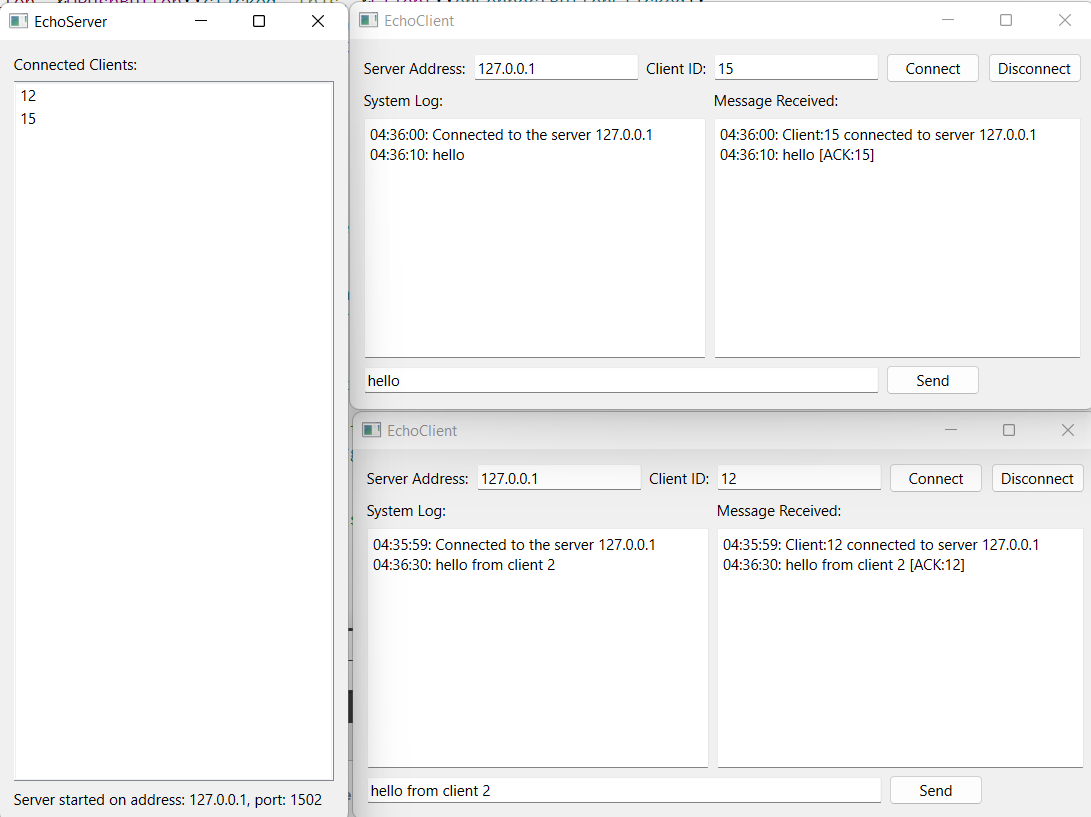 EchoServer
Connected Clients:
12
15
Server started on address: 127.0.0.1, port: 1502
EchoClient
Server Address: 127.0.0.1 Client ID: 15 Connect Disconnect
System Log: Message Received:
04:36:00: Connected to the server 127.0.0.1
04:36:10: hello
04:36:00: Client:15 connected to server 127.0.0.1
04:36:10: hello [ACK:15]
hello Send
EchoClient
Server Address: 127.0.0.1 Client ID: 12 Connect Disconnect
System Log: Message Received:
04:35:59: Connected to the server 127.0.0.1
04:36:30: hello from client 2
04:35:59: Client:12 connected to server 127.0.0.1
04:36:30: hello from client 2 [ACK:12]
hello from client 2 Send